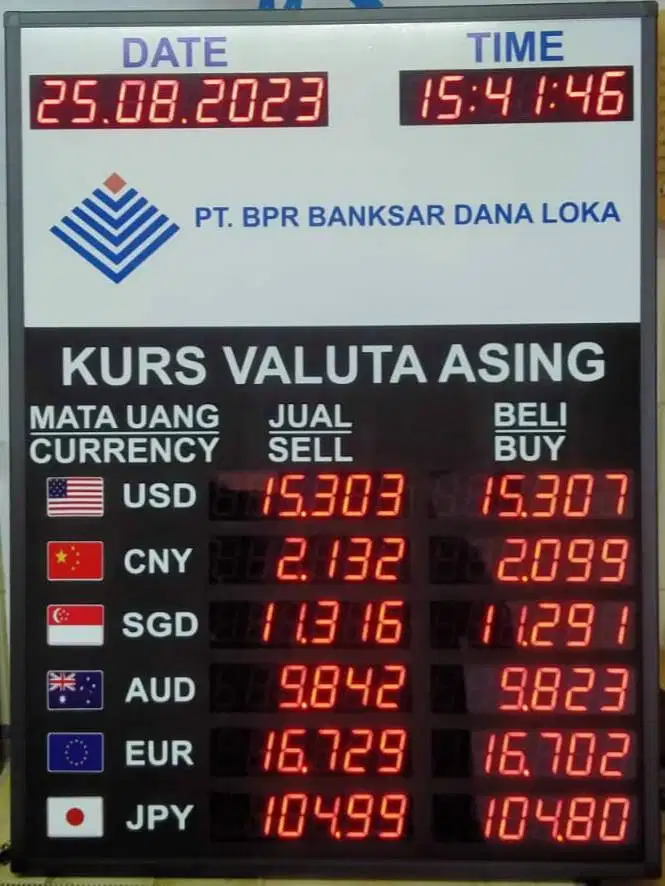 DATE TIME
25.08.2023 15:41:46
PT. BPR BANKSAR DANA LOKA
KURS VALUTA ASING
MATA UANG JUAL BELI
CURRENCY SELL BUY
USD 15.303 15.307
CNY 2.132 2.099
SGD 11.316 11.291
AUD 9.842 9.823
EUR 16.729 16.702
JPY 104.99 104.80